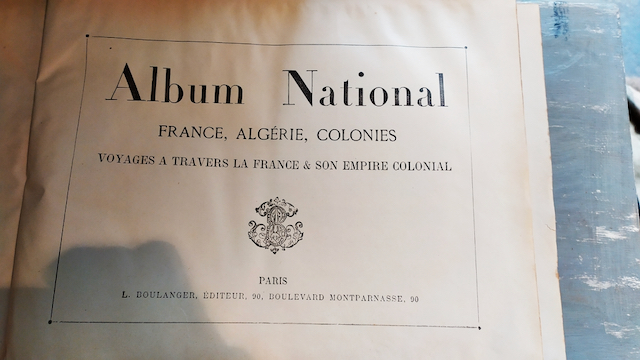 Album National
FRANCE, ALGÉRIE, COLONIES
VOYAGES A TRAVERS LA FRANCE & SON EMPIRE COLONIAL
PARIS
L. BOULANGER, ÉDITEUR, 90, BOULEVARD MONTPARNASSE, 90